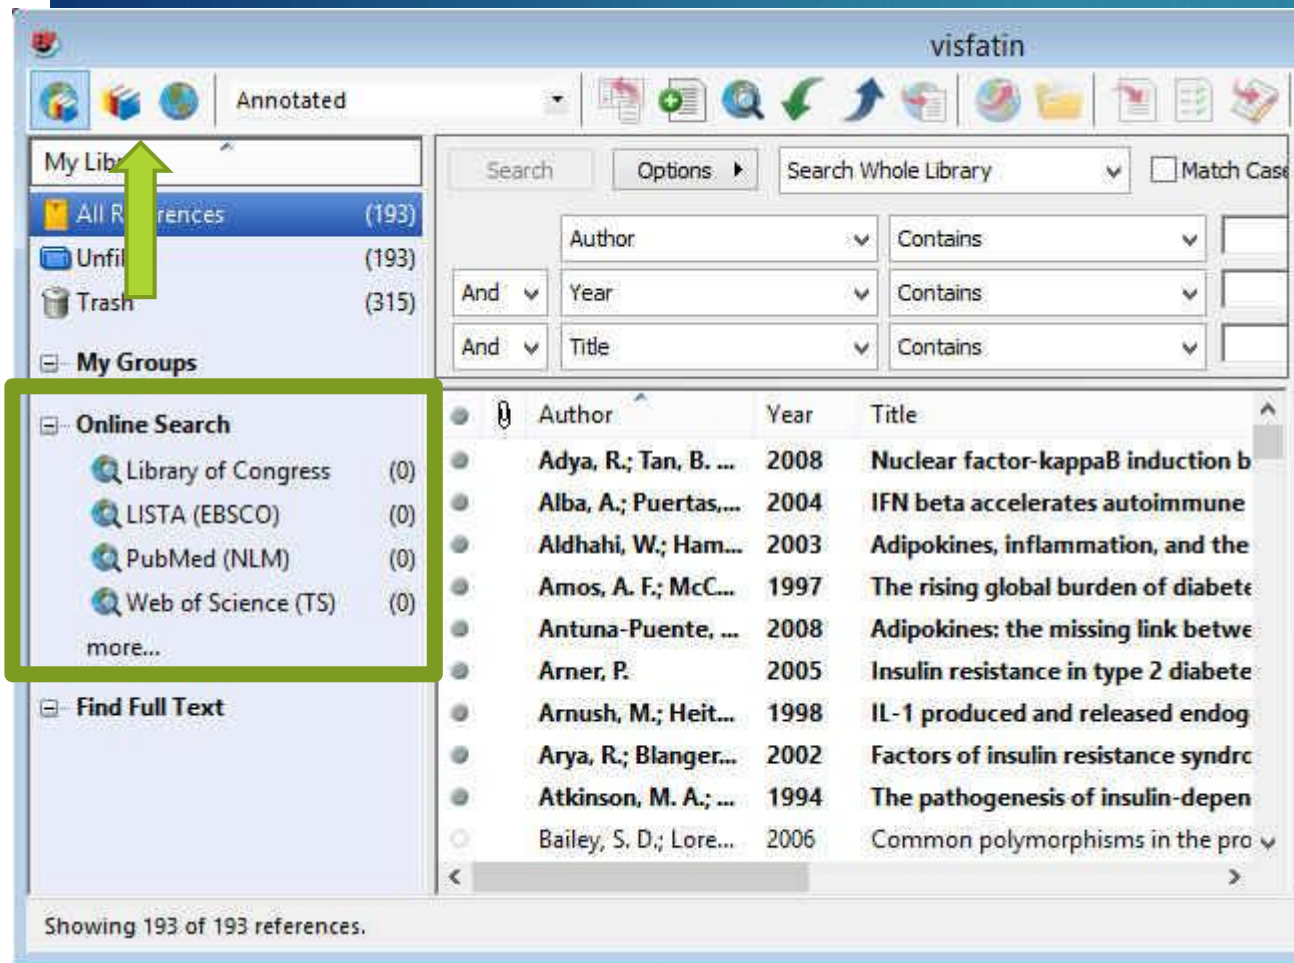 visfatin
Annotated
My Lib
All R rences (193)
Unfil (193)
Trash (315)
My Groups
Online Search
Library of Congress (0)
LISTA (EBSCO) (0)
PubMed (NLM) (0)
Web of Science (TS) (0)
more...
Find Full Text
Search Options Search Whole Library Match Case
Author Contains
And Year Contains
And Title Contains
Author Year Title
Adya, R.; Tan, B. ... 2008 Nuclear factor-kappaB induction b
Alba, A.; Puertas,... 2004 IFN beta accelerates autoimmune
Aldhahi, W.; Ham... 2003 Adipokines, inflammation, and the
Amos, A. F.; McC... 1997 The rising global burden of diabete
Antuna-Puente, ... 2008 Adipokines: the missing link betwe
Arner, P. 2005 Insulin resistance in type 2 diabete
Arnush, M.; Heit... 1998 IL-1 produced and released endog
Arya, R.; Blanger... 2002 Factors of insulin resistance syndrc
Atkinson, M. A.; ... 1994 The pathogenesis of insulin-depen
Bailey, S. D.; Lore... 2006 Common polymorphisms in the pro
Showing 193 of 193 references.